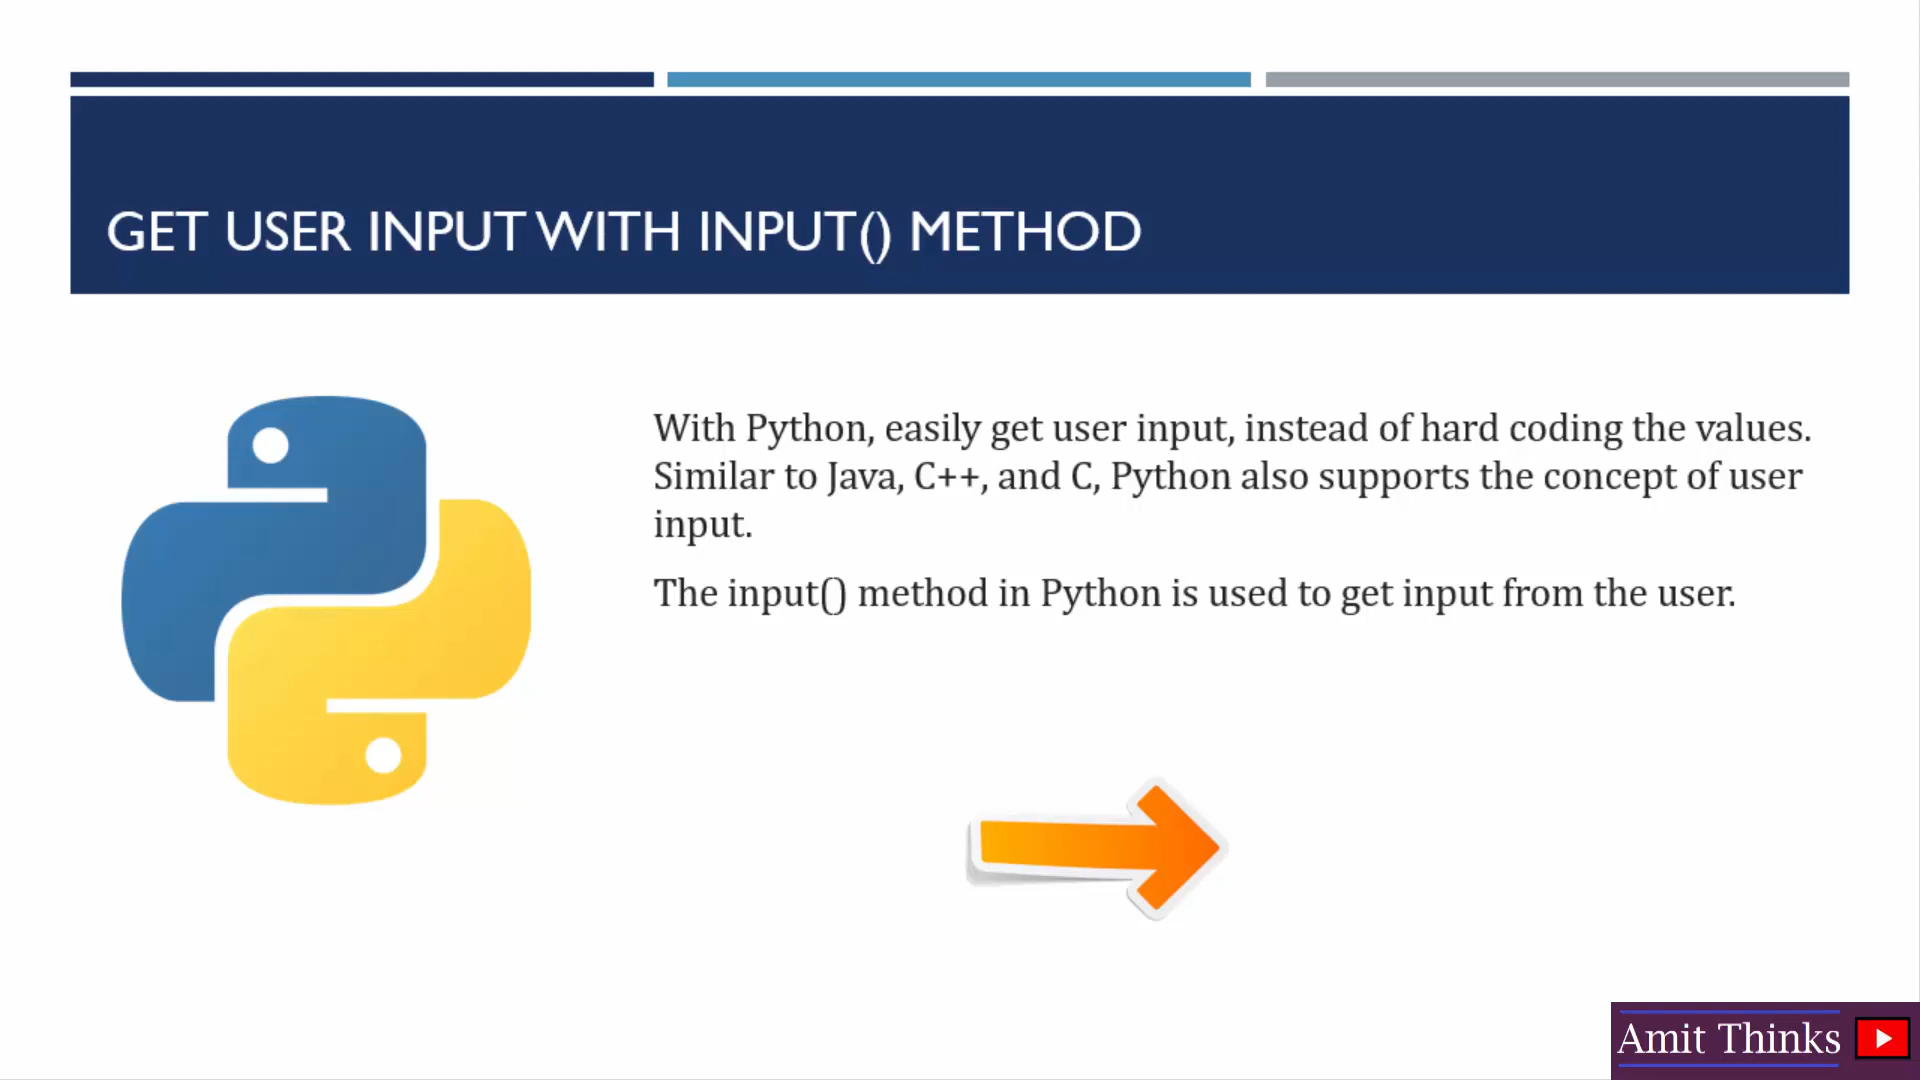 GET USER INPUT WITH INPUT() METHOD
With Python, easily get user input, instead of hard coding the values.
Similar to Java, C++, and C, Python also supports the concept of user
input.
The input() method in Python is used to get input from the user.
Amit Thinks